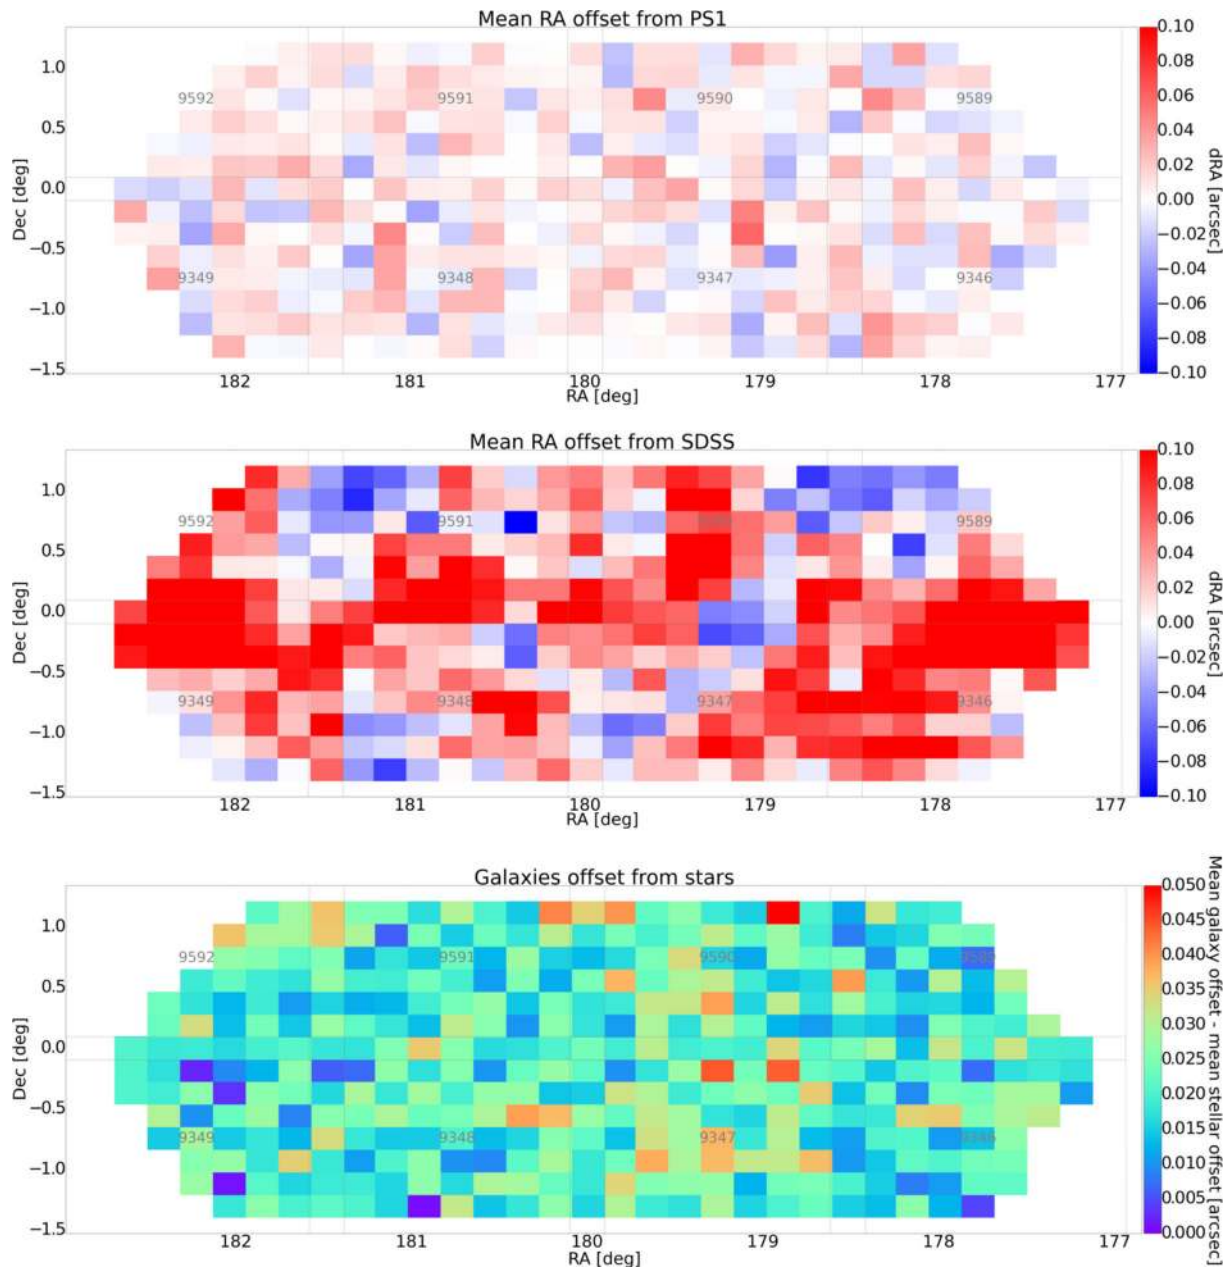 Mean RA offset from PS1
0.10
0.08
0.06
0.04
0.02
0.00
−0.02
−0.04
−0.06
−0.08
−0.10
dRA [arcsec]
1.0
0.5
0.0
−0.5
−1.0
−1.5
Dec [deg]
9592 9591 9590 9589
9349 9348 9347 9346
182 181 180 179 178 177
RA [deg]
Mean RA offset from SDSS
0.10
0.08
0.06
0.04
0.02
0.00
−0.02
−0.04
−0.06
−0.08
−0.10
dRA [arcsec]
1.0
0.5
0.0
−0.5
−1.0
−1.5
Dec [deg]
9592 9591 9589
9349 9348 9347 9346
182 181 180 179 178 177
RA [deg]
Galaxies offset from stars
0.050
0.045
0.040
0.035
0.030
0.025
0.020
0.015
0.010
0.005
0.000
Mean galaxy offset - mean stellar offset [arcsec]
1.0
0.5
0.0
−0.5
−1.0
−1.5
Dec [deg]
9592 9591 9590 9589
9349 9348 9347 9346
182 181 180 179 178 177
RA [deg]